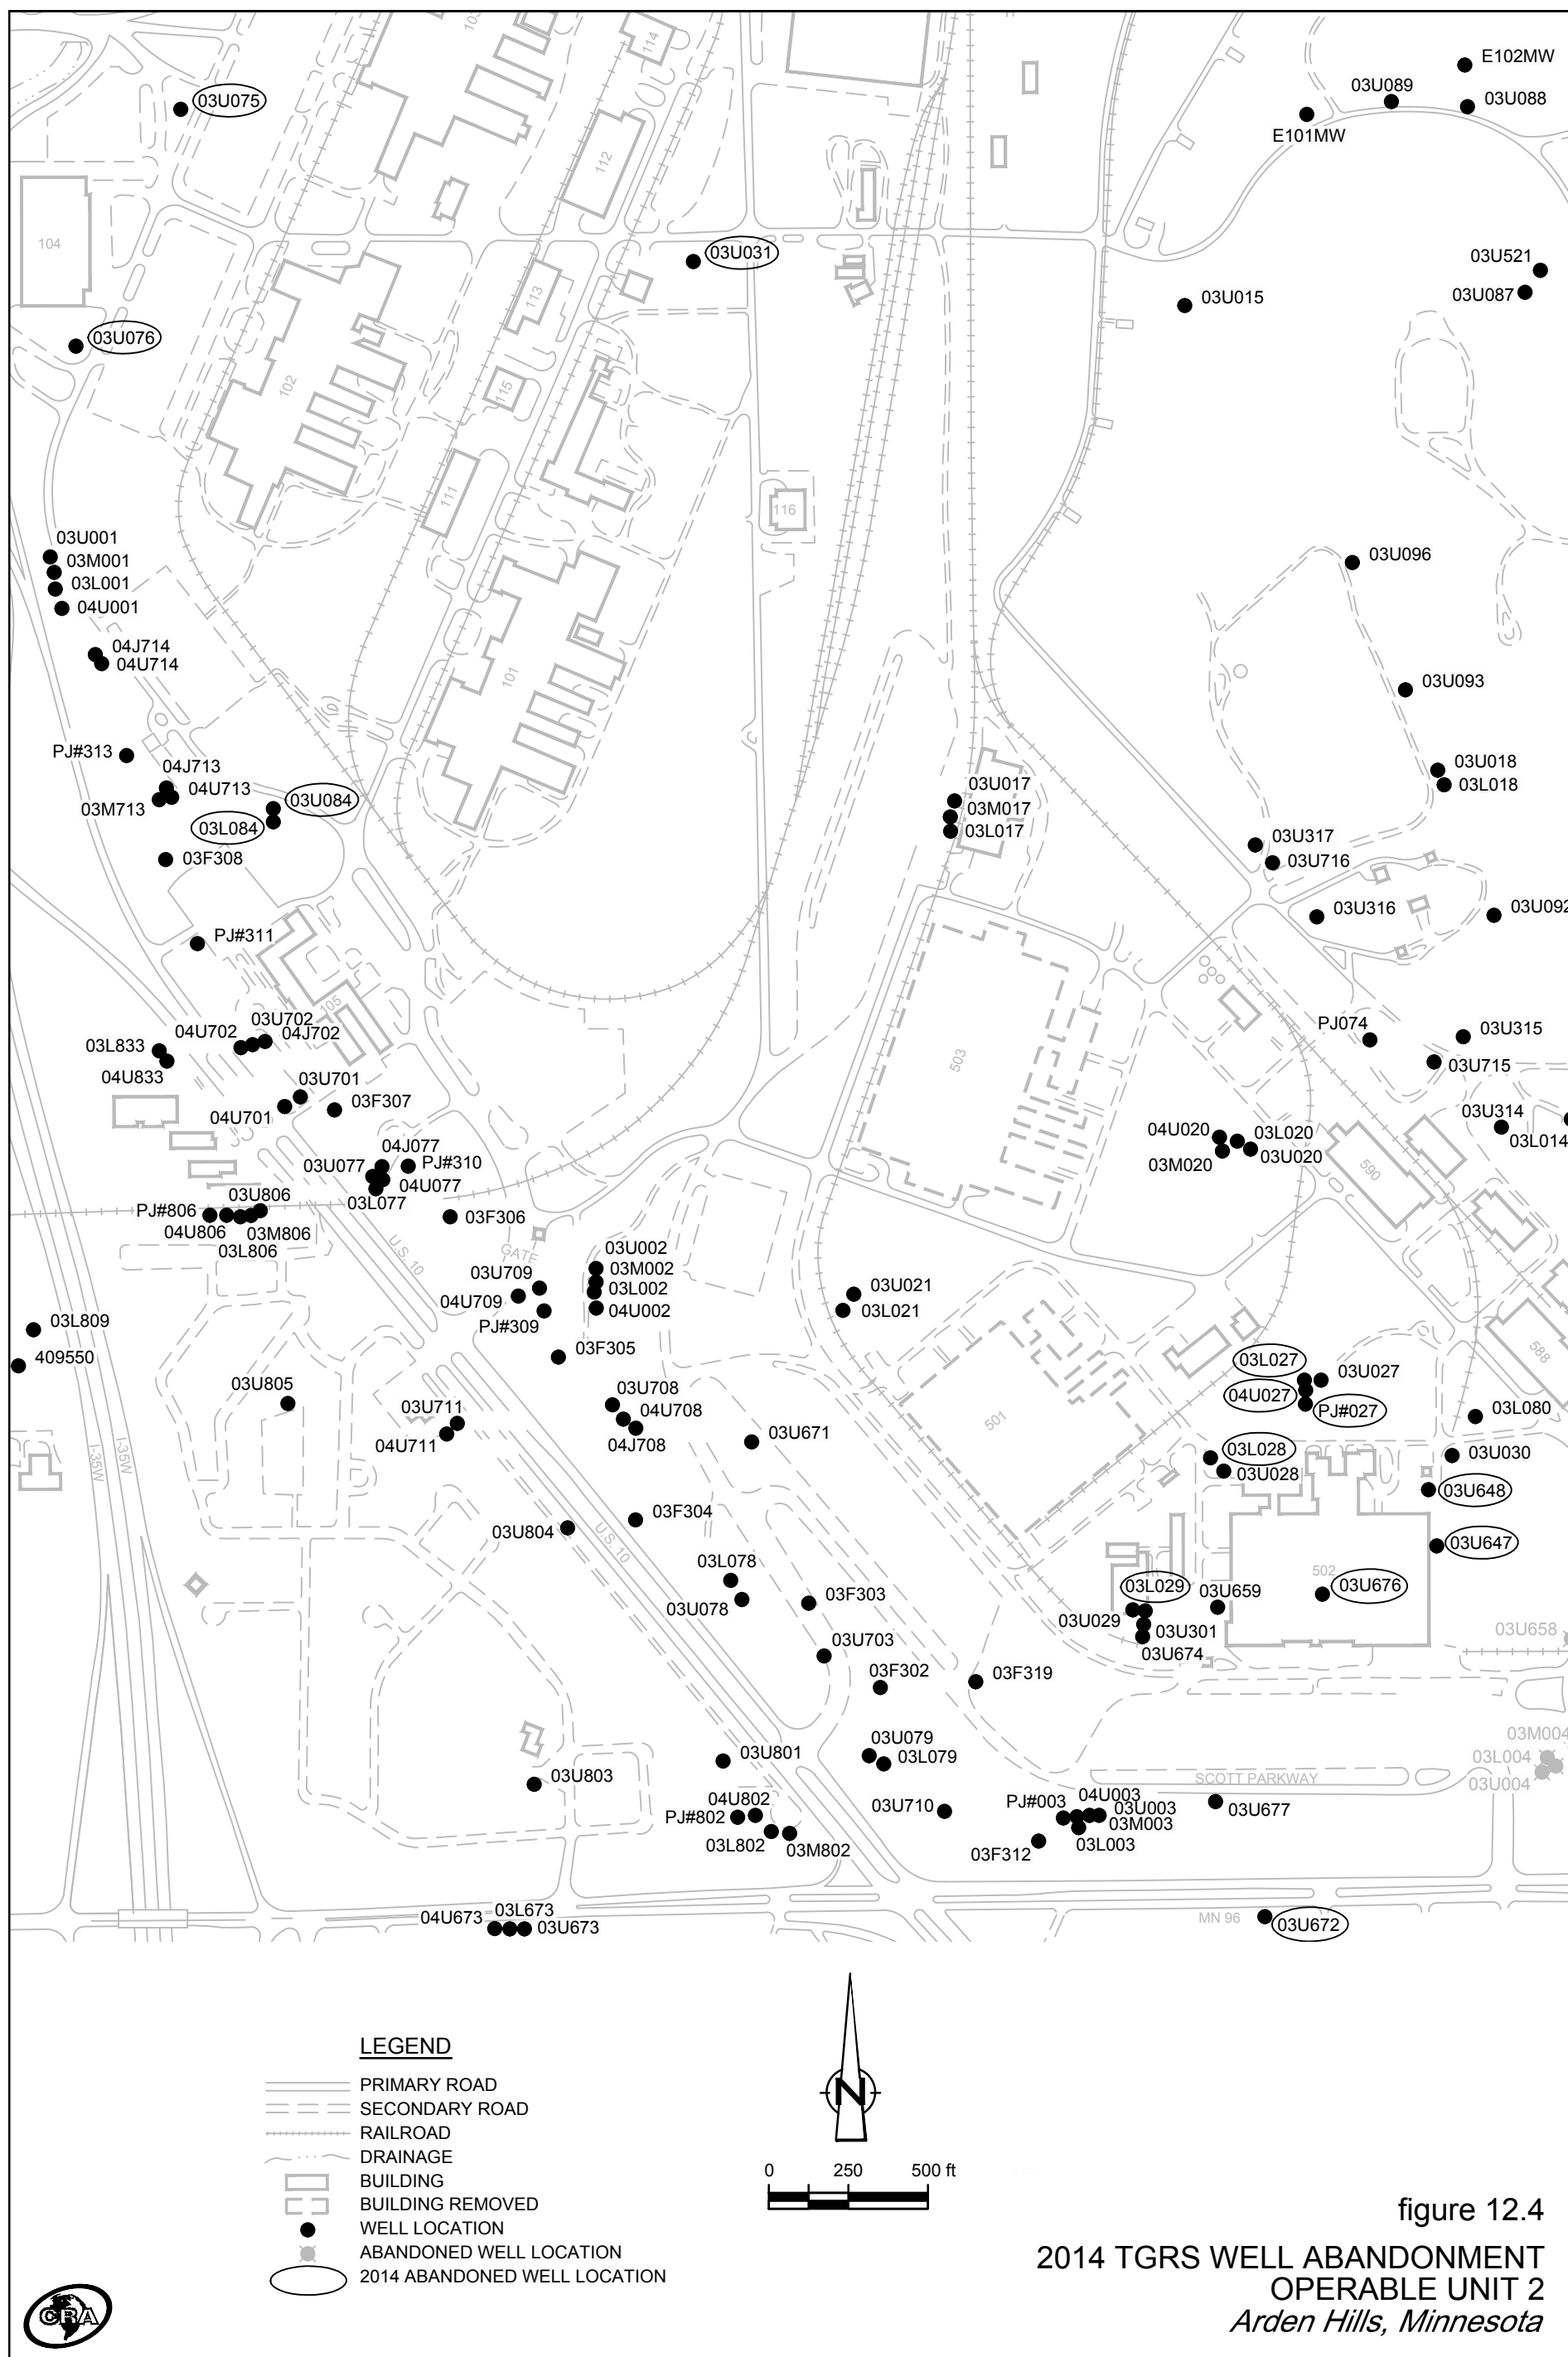 E102MW
03U075
03U089
03U088
E101MW
103
114
112
104
03U031
03U521
03U087
03U015
113
03U076
102
115
111
116
03U001
03M001
03L001
04U001
03U096
04J714
04U714
101
03U093
PJ#313
04J713
04U713
03M713
03U084
03L084
03U018
03L018
03U017
03M017
03L017
03U317
03U716
03F308
03U316
03U092
PJ#311
105
03U702
04U702
04J702
03L833
04U833
PJ074
03U315
03U715
503
03U701
04U701
03F307
03U314
03L014
04U020
03L020
03M020
03U020
590
04J077
03U077
PJ#310
04U077
03L077
03U806
PJ#806
04U806
03M806
03L806
03F306
U.S. 10
GATE
03U002
03M002
03L002
04U002
03U709
04U709
PJ#309
03U021
03L021
03L809
409550
03F305
588
03L027
03U027
04U027
PJ#027
03U805
03U708
04U708
04J708
03U711
04U711
03L080
501
03U671
03L028
03U028
03U030
I-35W
I-35W
03U648
03F304
03U804
U.S. 10
03U647
03L078
03U078
03F303
03L029
03U659
502
03U676
03U029
03U301
03U674
03U658
03U703
03F302
03F319
03M004
03L004
03U004
03U079
03L079
03U801
03U803
SCOTT PARKWAY
04U802
PJ#802
03L802
03M802
03U710
PJ#003
04U003
03U003
03M003
03L003
03F312
03U677
04U673
03L673
03U673
MN 96
03U672
LEGEND
PRIMARY ROAD
SECONDARY ROAD
RAILROAD
DRAINAGE
BUILDING
BUILDING REMOVED
WELL LOCATION
ABANDONED WELL LOCATION
2014 ABANDONED WELL LOCATION
N
0 250 500 ft
figure 12.4
2014 TGRS WELL ABANDONMENT
OPERABLE UNIT 2
Arden Hills, Minnesota
CRA